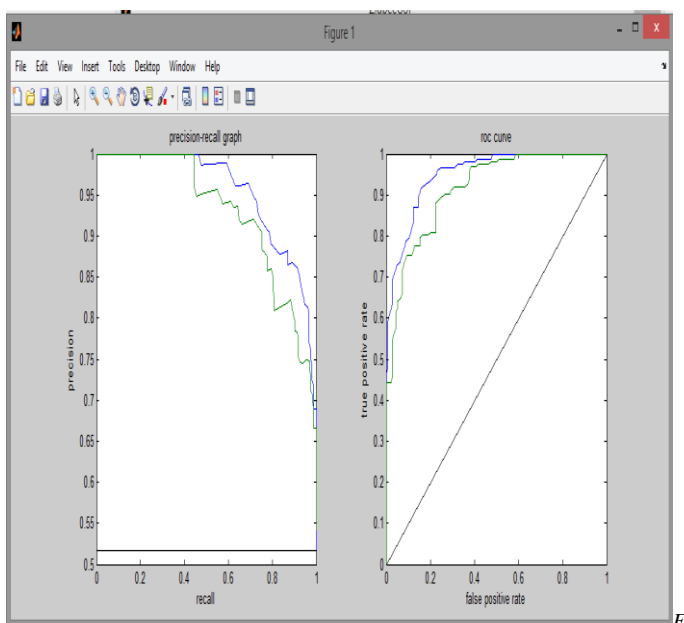 Figure 1
File Edit View Insert Tools Desktop Window Help
precision-recall graph
precision
1
0.95
0.9
0.85
0.8
0.75
0.7
0.65
0.6
0.55
0.5
0 0.2 0.4 0.6 0.8 1
recall
roc curve
true positive rate
1
0.9
0.8
0.7
0.6
0.5
0.4
0.3
0.2
0.1
0
0 0.2 0.4 0.6 0.8 1
false positive rate